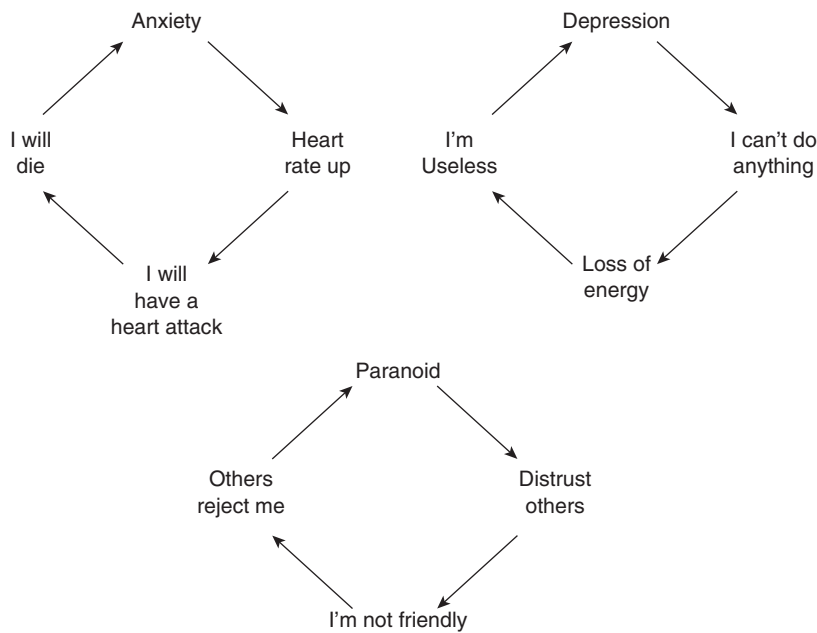 Anxiety
I will
die
Heart
rate up
I will
have a
heart attack
Depression
I'm
Useless
I can't do
anything
Loss of
energy
Paranoid
Others
reject me
Distrust
others
I'm not friendly